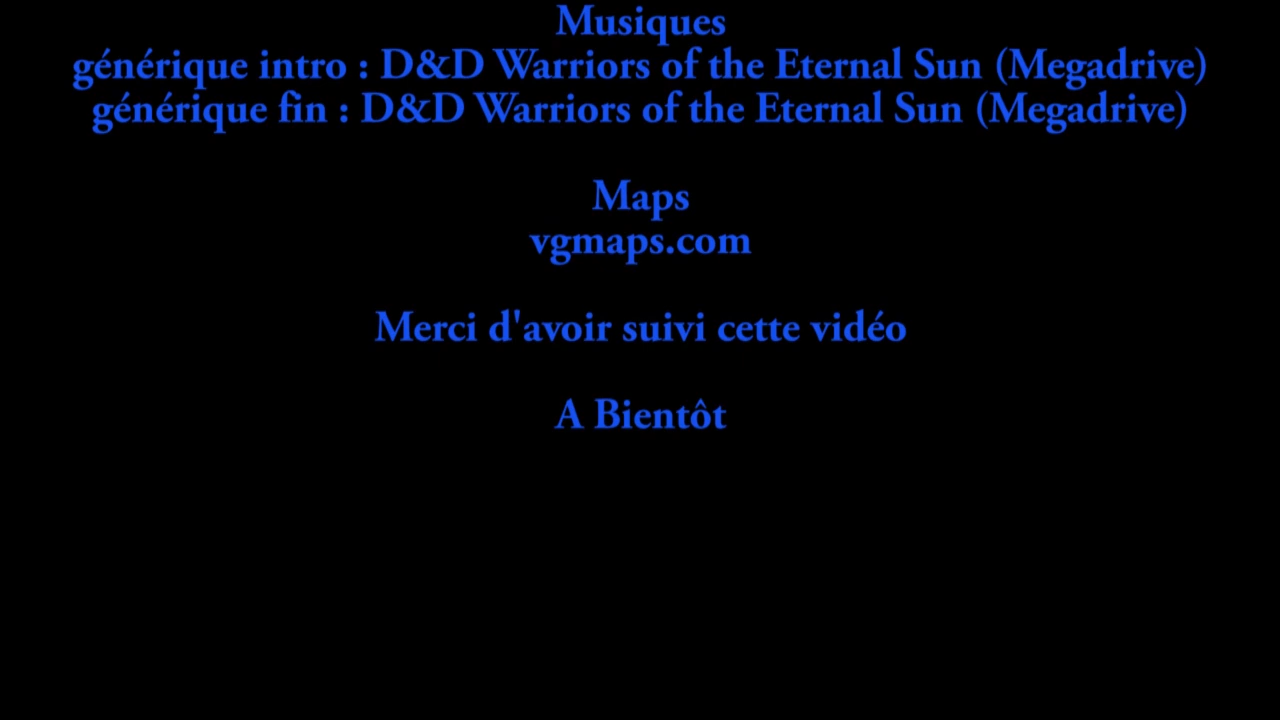 Musiques
générique intro : D&D Warriors of the Eternal Sun (Megadrive)
générique fin : D&D Warriors of the Eternal Sun (Megadrive)
Maps
vgmaps.com
Merci d'avoir suivi cette vidéo
A Bientôt